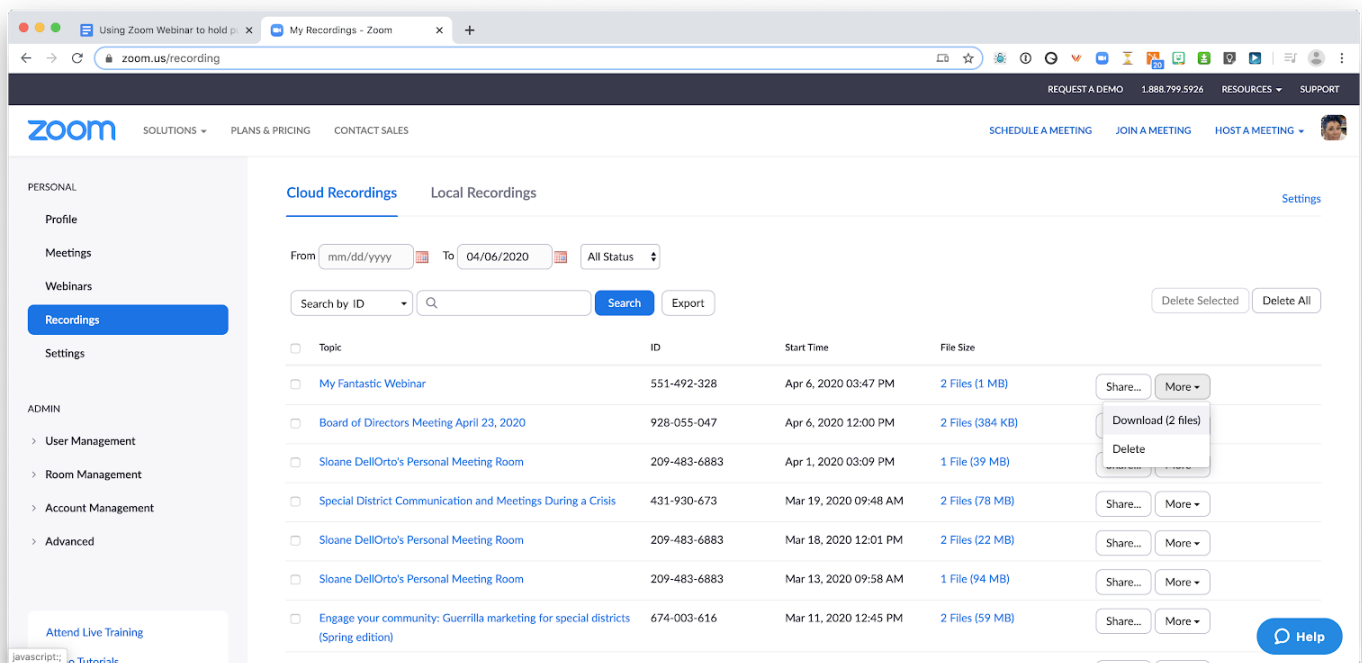 Using Zoom Webinar to hold p
My Recordings - Zoom
zoom.us/recording
20
REQUEST A DEMO 1.888.799.5926 RESOURCES SUPPORT
zoom SOLUTIONS PLANS & PRICING CONTACT SALES SCHEDULE A MEETING JOIN A MEETING HOST A MEETING
PERSONAL
Profile
Meetings
Webinars
Recordings
Settings
ADMIN
User Management
Room Management
Account Management
Advanced
Attend Live Training
Tutorials
javascript:;
Cloud Recordings Local Recordings
Settings
From mm/dd/yyyy To 04/06/2020 All Status
Search by ID Search Export Delete Selected Delete All
Topic ID Start Time File Size
My Fantastic Webinar 551-492-328 Apr 6, 2020 03:47 PM 2 Files (1 MB) Share... More
Download (2 files)
Delete
Board of Directors Meeting April 23, 2020 928-055-047 Apr 6, 2020 12:00 PM 2 Files (384 KB)
Sloane DellOrto's Personal Meeting Room 209-483-6883 Apr 1, 2020 03:09 PM 1 File (39 MB) Share... More
Special District Communication and Meetings During a Crisis 431-930-673 Mar 19, 2020 09:48 AM 2 Files (78 MB) Share... More
Sloane DellOrto's Personal Meeting Room 209-483-6883 Mar 18, 2020 12:01 PM 2 Files (22 MB) Share... More
Sloane DellOrto's Personal Meeting Room 209-483-6883 Mar 13, 2020 09:58 AM 1 File (94 MB) Share... More
Engage your community: Guerrilla marketing for special districts 674-003-616 Mar 11, 2020 12:45 PM 2 Files (59 MB) Share... More
(Spring edition)
Help